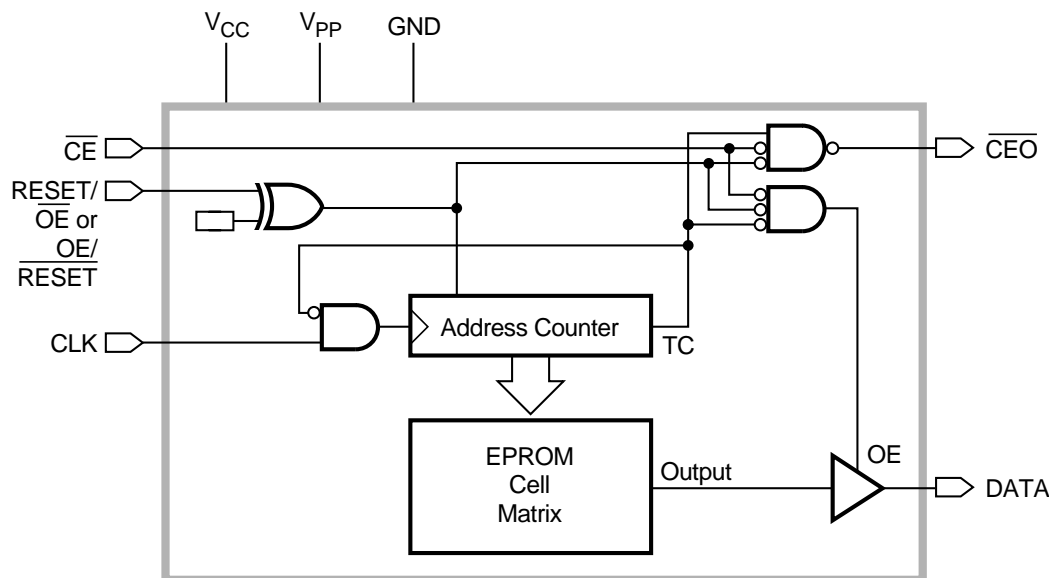 VCC
VPP
GND
CE
CEO
RESET/
OE or
OE/
RESET
CLK
Address Counter
TC
EPROM
Cell
Matrix
Output
OE
DATA